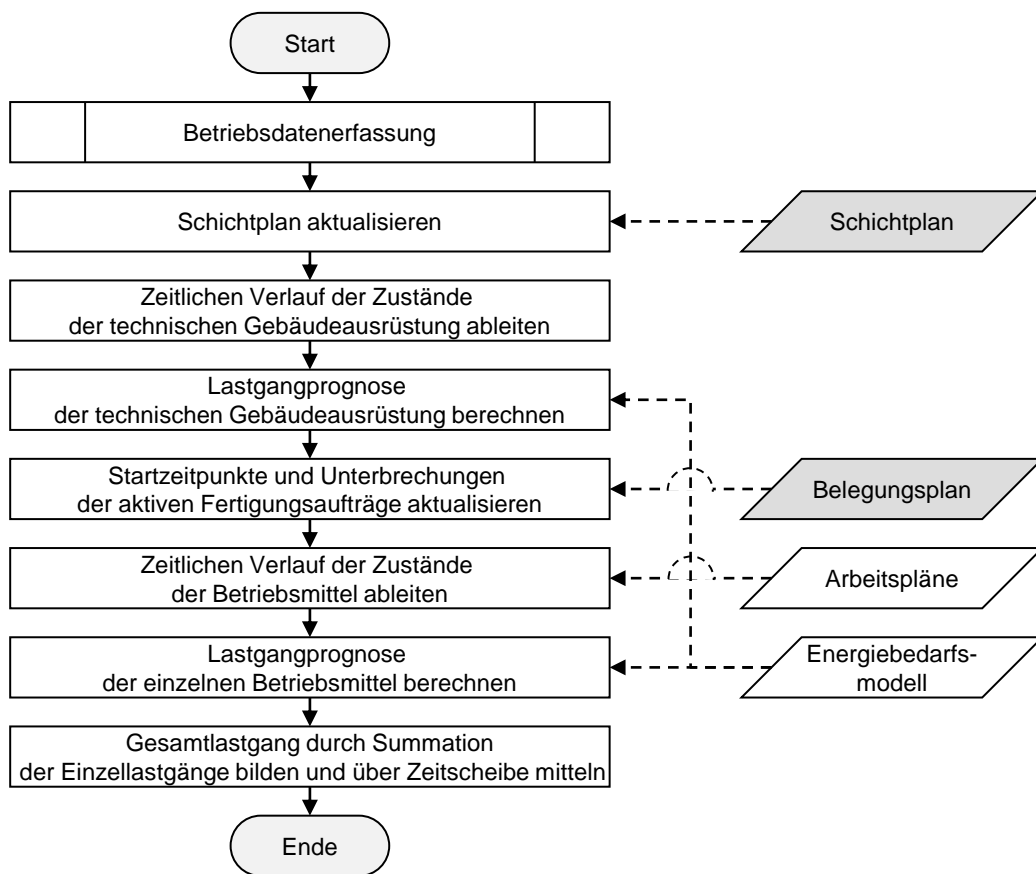 Start
Betriebsdatenerfassung
Schichtplan aktualisieren
Schichtplan
Zeitlichen Verlauf der Zustände
der technischen Gebäudeausrüstung ableiten
Lastgangprognose
der technischen Gebäudeausrüstung berechnen
Startzeitpunkte und Unterbrechungen
der aktiven Fertigungsaufträge aktualisieren
Belegungsplan
Zeitlichen Verlauf der Zustände
der Betriebsmittel ableiten
Arbeitspläne
Lastgangprognose
der einzelnen Betriebsmittel berechnen
Energiebedarfs-
modell
Gesamtlastgang durch Summation
der Einzellastgänge bilden und über Zeitscheibe mitteln
Ende